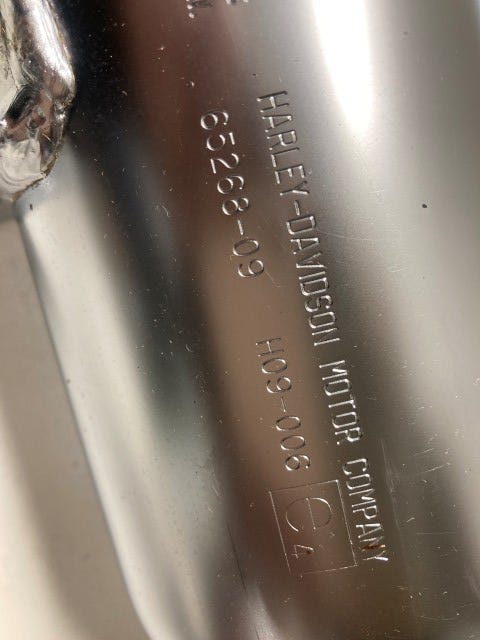 HARLEY-DAVIDSON MOTOR COMPANY
65268-09 H09-006 e4